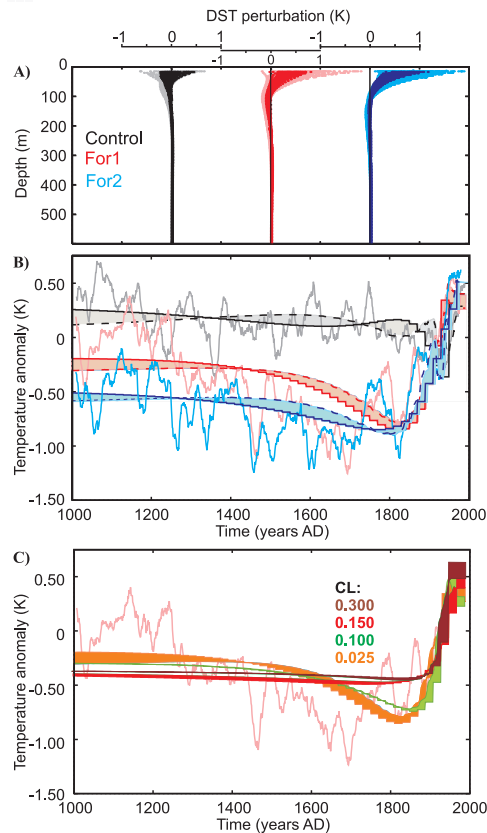 DST perturbation (K)
-1 0 1 -1 0 1
-1 0 1
A)
0
100
200
300
400
500
Depth (m)
Control
For1
For2
B)
0.50
0
-0.50
-1.00
-1.50
Temperature anomaly (K)
1000 1200 1400 1600 1800 2000
Time (years AD)
C)
0.50
0
-0.50
-1.00
-1.50
Temperature anomaly (K)
CL:
0.300
0.150
0.100
0.025
1000 1200 1400 1600 1800 2000
Time (years AD)